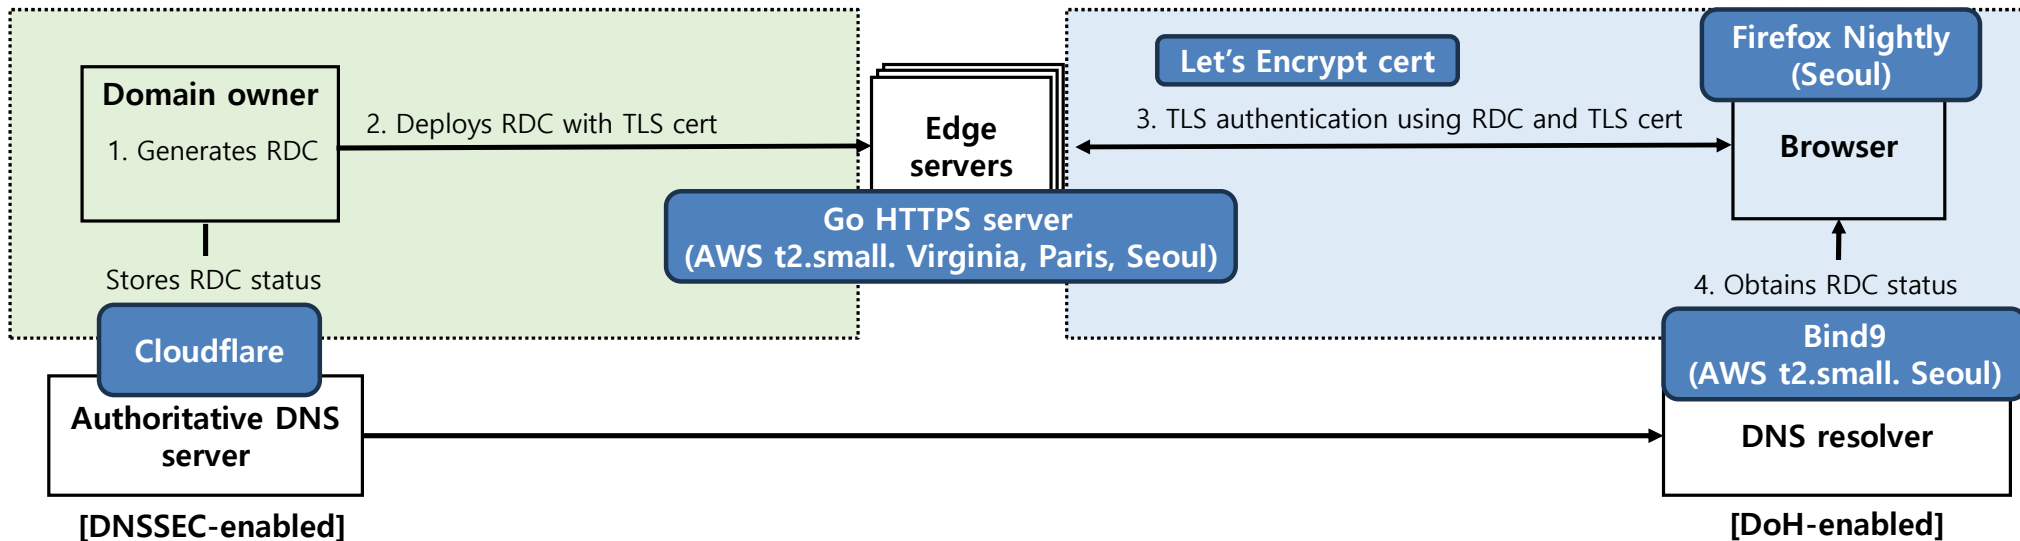 Domain owner
1. Generates RDC
2. Deploys RDC with TLS cert
Stores RDC status
Cloudflare
Authoritative DNS
server
[DNSSEC-enabled]
Edge
servers
Go HTTPS server
(AWS t2.small. Virginia, Paris, Seoul)
Let's Encrypt cert
3. TLS authentication using RDC and TLS cert
Firefox Nightly
(Seoul)
Browser
4. Obtains RDC status
Bind9
(AWS t2.small. Seoul)
DNS resolver
[DoH-enabled]